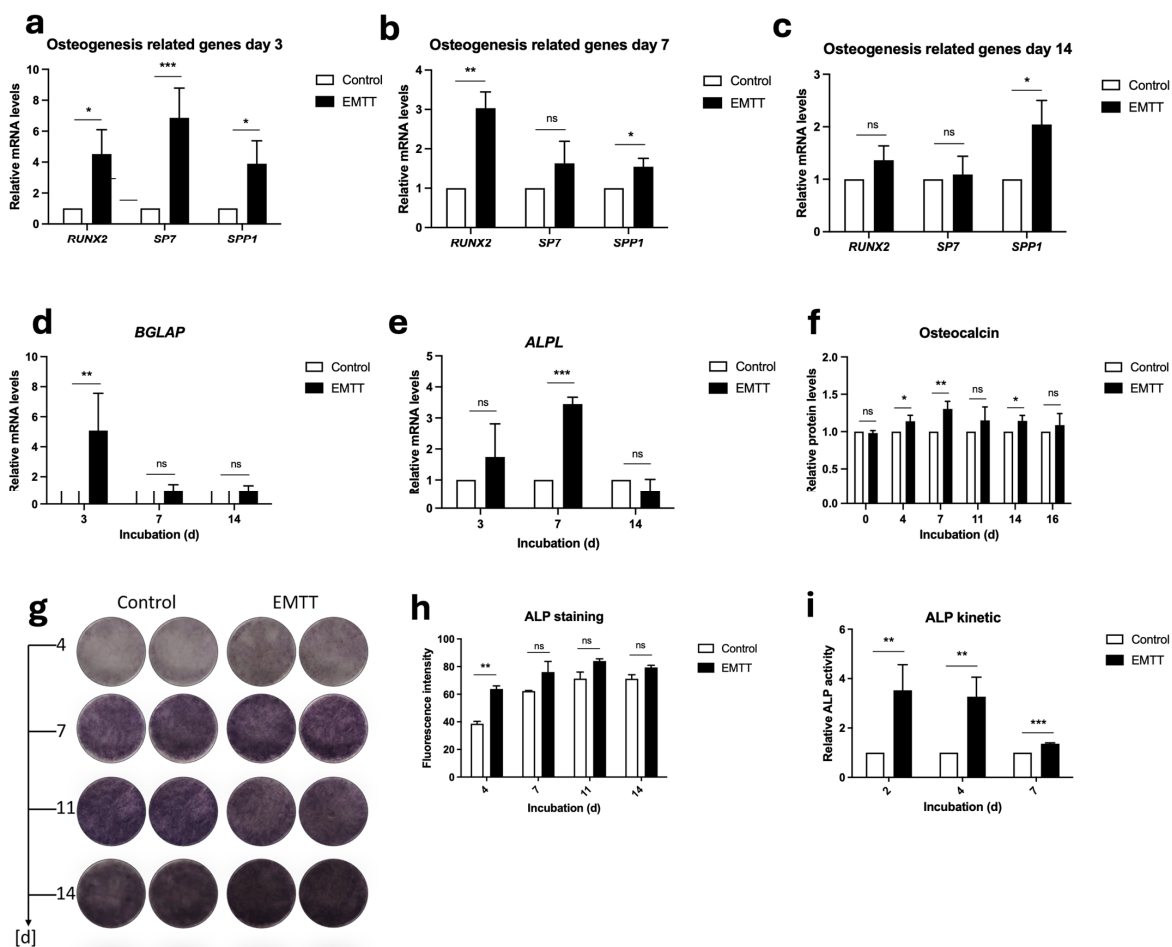 a
Osteogenesis related genes day 3
Relative mRNA levels
10
8
6
4
2
0
*
***
*
RUNX2
SP7
SPP1
Control
EMTT
b
Osteogenesis related genes day 7
Relative mRNA levels
4
3
2
1
0
**
ns
*
RUNX2
SP7
SPP1
Control
EMTT
c
Osteogenesis related genes day 14
Relative mRNA levels
3
2
1
0
ns
ns
*
RUNX2
SP7
SPP1
Control
EMTT
d
BGLAP
Relative mRNA levels
10
8
6
4
2
0
**
ns
ns
3
7
14
Incubation (d)
Control
EMTT
e
ALPL
Relative mRNA levels
5
4
3
2
1
0
ns
***
ns
3
7
14
Incubation (d)
Control
EMTT
f
Osteocalcin
Relative protein levels
2.0
1.5
1.0
0.5
0.0
ns
*
**
ns
*
ns
0
4
7
11
14
16
Incubation (d)
Control
EMTT
g
Control
EMTT
4
7
11
14
[d]
h
ALP staining
Fluorescence intensity
100
80
60
40
20
0
**
ns
ns
ns
4
7
11
14
Incubation (d)
Control
EMTT
i
ALP kinetic
Relative ALP activity
6
4
2
0
**
**
***
2
4
7
Incubation (d)
Control
EMTT